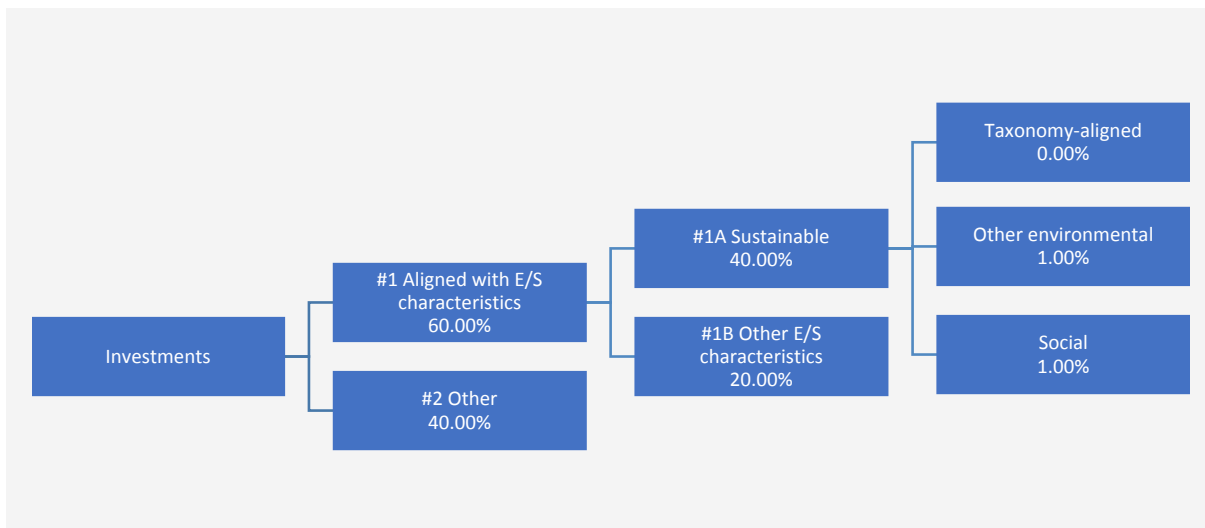 Investments
#1 Aligned with E/S
characteristics
60.00%
#2 Other
40.00%
#1A Sustainable
40.00%
#1B Other E/S
characteristics
20.00%
Taxonomy-aligned
0.00%
Other environmental
1.00%
Social
1.00%